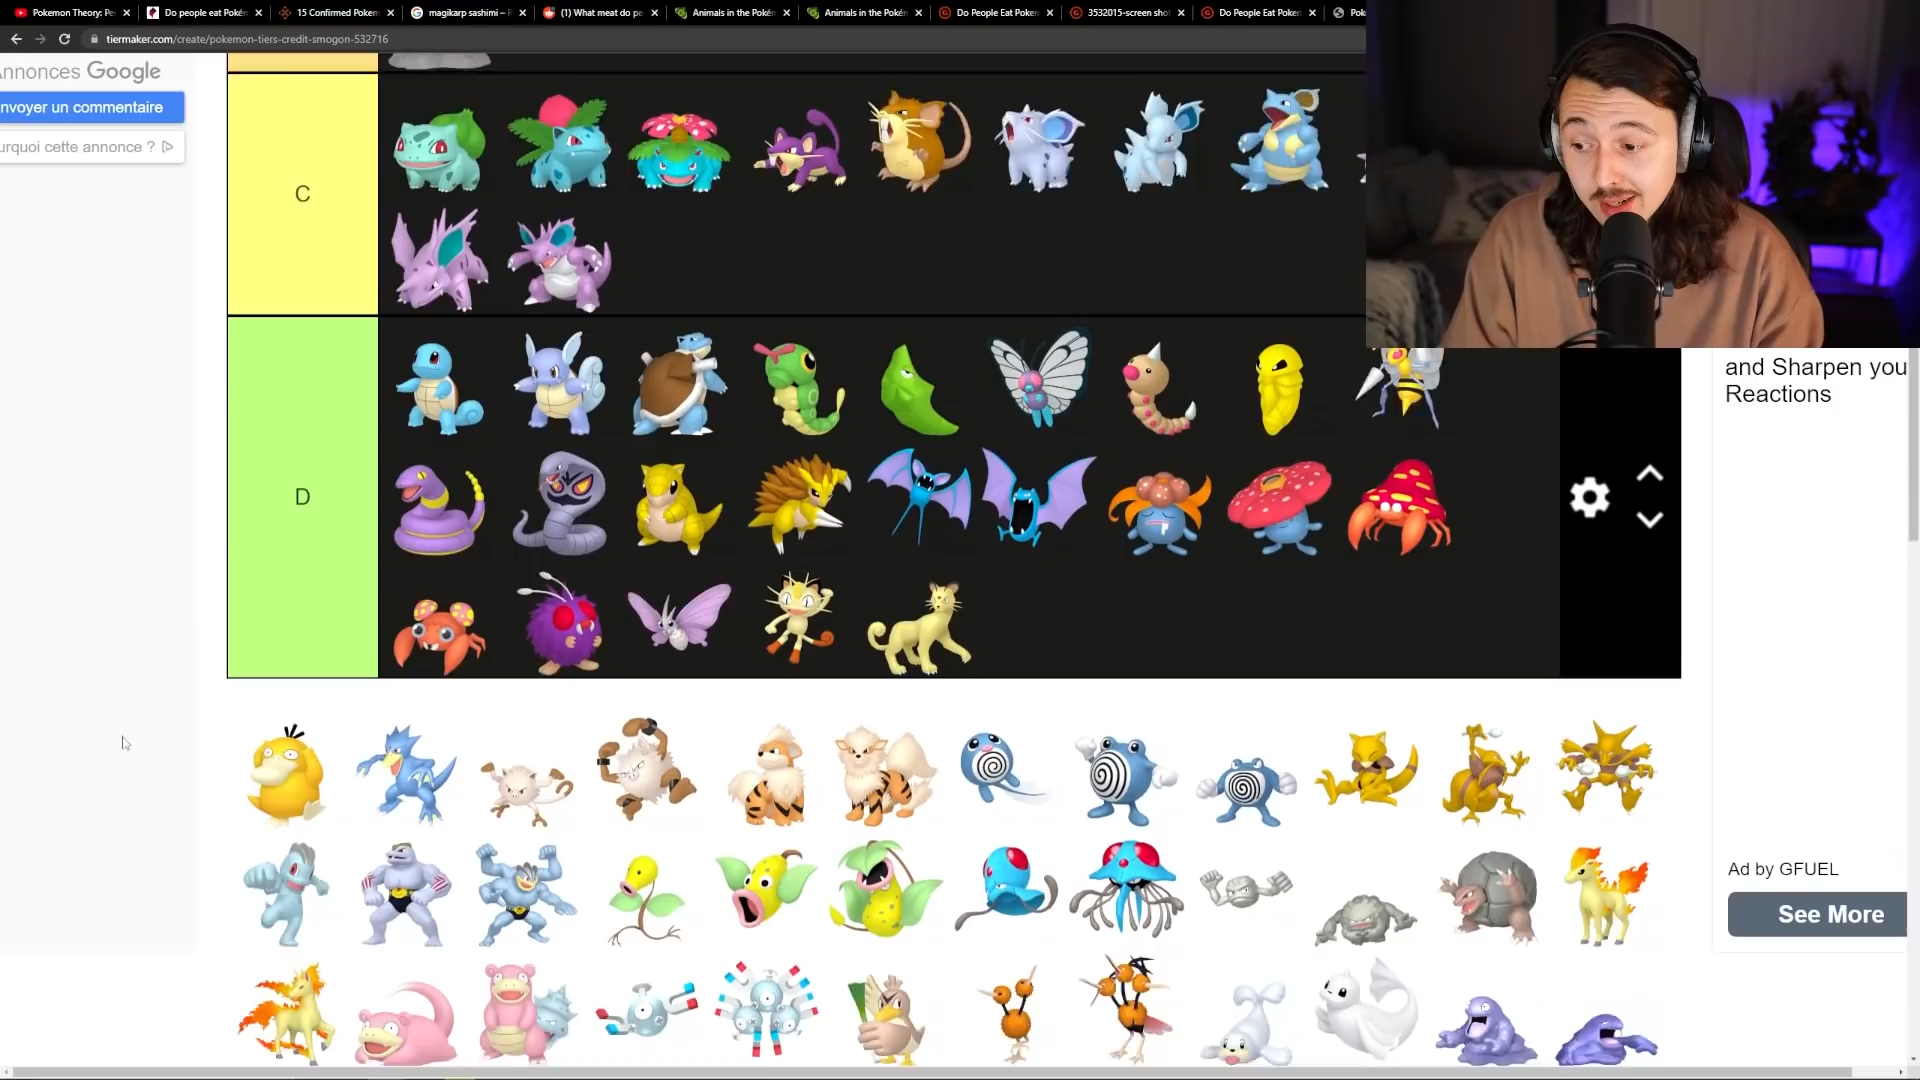 Pokemon Theory: Pe
Do people eat Pokém
15 Confirmed Pokem
magikarp sashimi – R
(1) What meat do pe
Animals in the Poké
Animals in the Poké
Do People Eat Poke
3532015-screen sho
Do People Eat Poke
Pok
tiermaker.com/create/pokemon-tiers-credit-smogon-532716
nnonces Google
nvoyer un commentaire
urquoi cette annonce ?
C
D
and Sharpen you
Reactions
Ad by GFUEL
See More